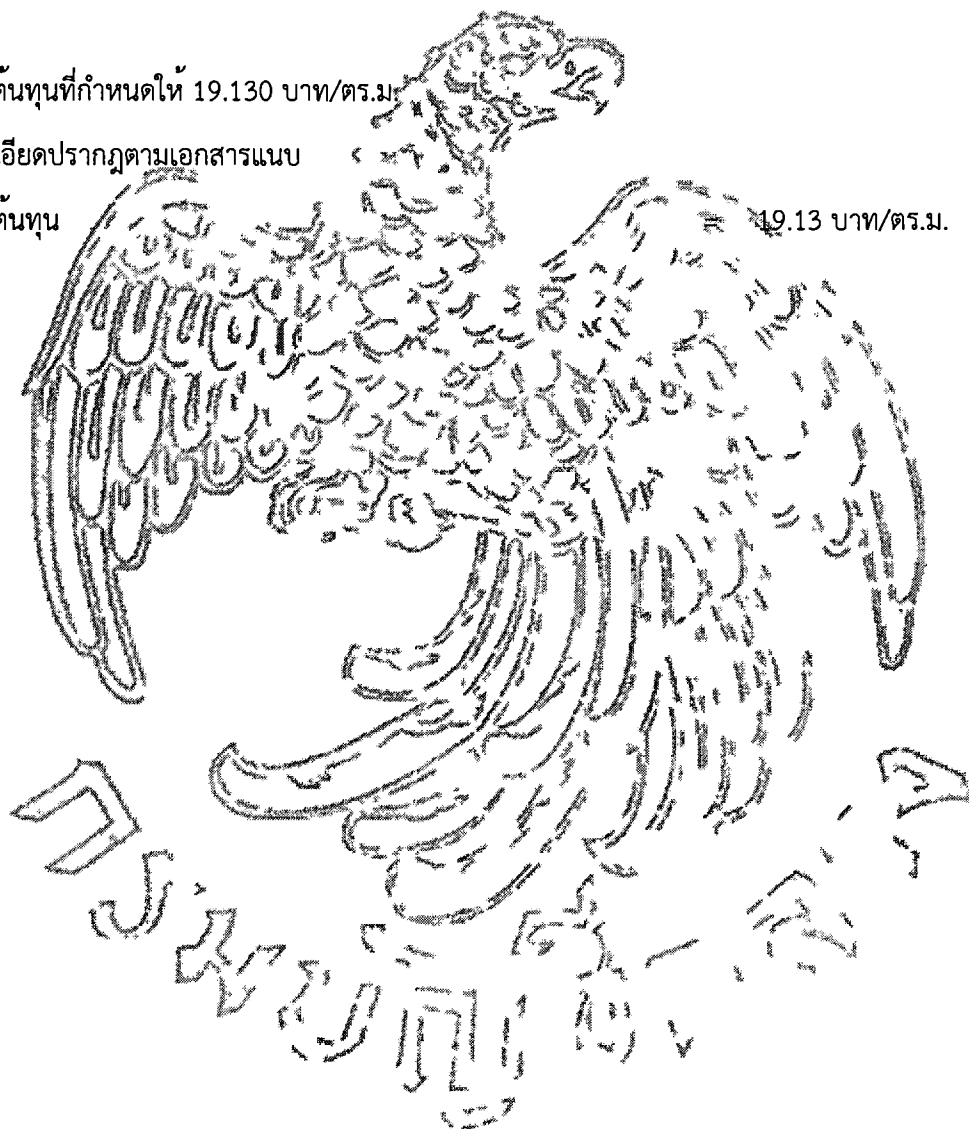 ต้นทุนที่กำหนดให้ 19.130 บาท/ตร.ม.
เอียดปรากฎตามเอกสารแนบ
ต้นทุน = 19.13 บาท/ตร.ม.